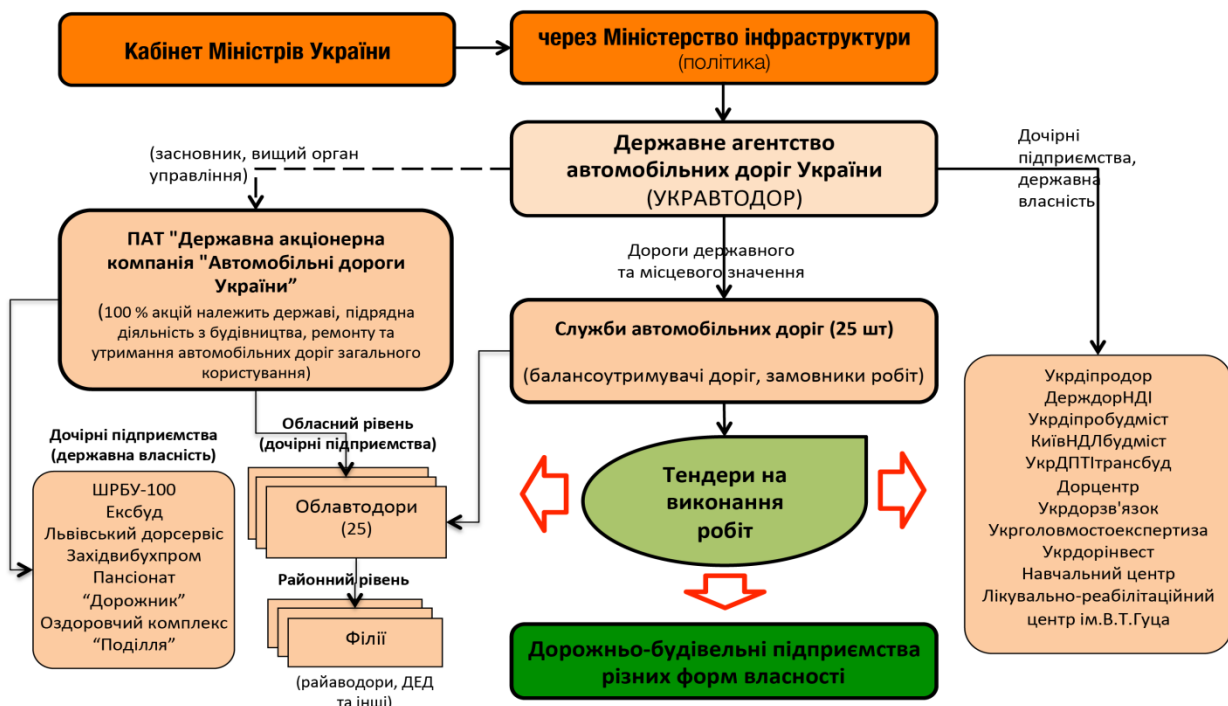 Кабінет Міністрів України
через Міністерство інфраструктури
(політика)
Державне агентство
автомобільних доріг України
(УКРАВТОДОР)
(засновник, вищий орган
управління)
Дочірні
підприємства,
державна
власність
ПАТ "Державна акціонерна
компанія "Автомобільні дороги
України”
(100 % акцій належить державі, підрядна
діяльність з будівництва, ремонту та
утримання автомобільних доріг загального
користування)
Дороги державного
та місцевого значення
Служби автомобільних доріг (25 шт)
(балансоутримувачі доріг, замовники робіт)
Дочірні підприємства
(державна власність)
ШРБУ-100
Ексбуд
Львівський дорсервіс
Західвибухпром
Пансіонат
“Дорожник”
Оздоровчий комплекс
“Поділля”
Обласний рівень
(дочірні підприємства)
Облавтодори
(25)
Районний рівень
Філії
(райаводори, ДЕД
та інші)
Тендери на
виконання
робіт
Дорожньо-будівельні підприємства
різних форм власності
Укрдіпродор
ДерждорНДІ
Укрдіпробудміст
КиївНДЛбудміст
УкрДПТІтрансбуд
Дорцентр
Укрдорзв'язок
Укрголовмостоекспертиза
Укрдорінвест
Навчальний центр
Лікувально-реабілітаційний
центр ім.В.Т.Гуца